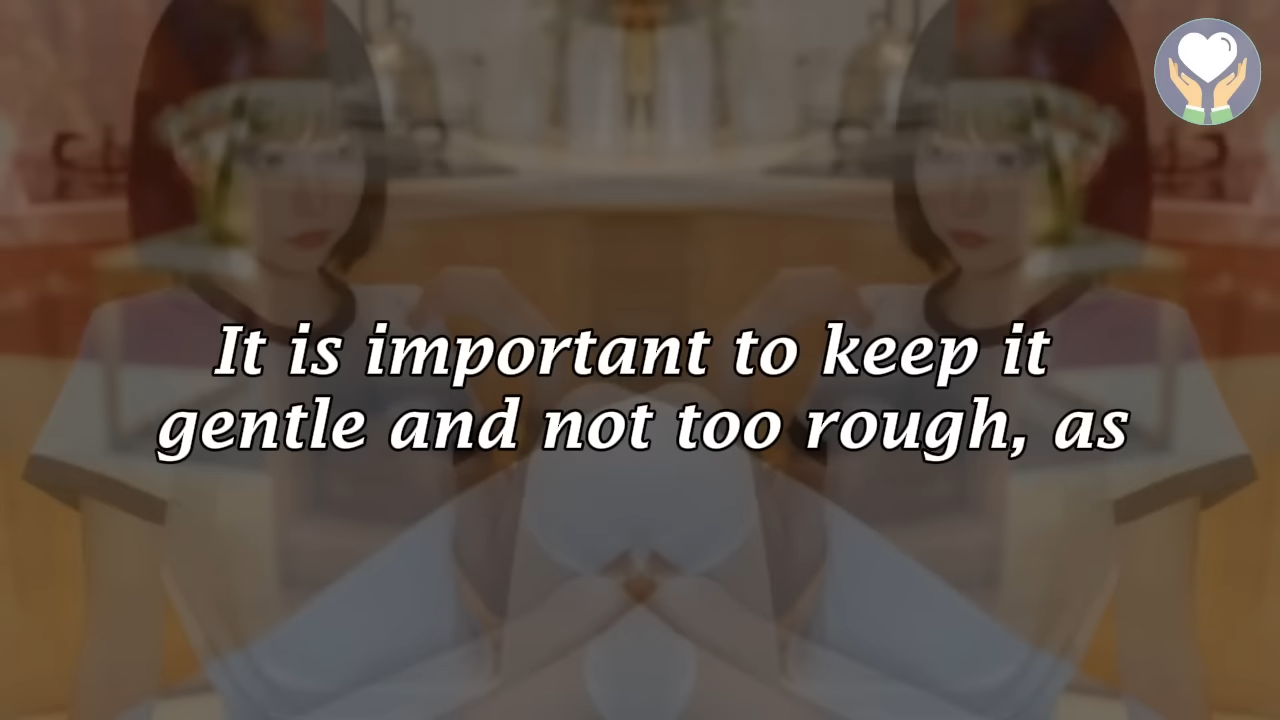 It is important to keep it
gentle and not too rough, as